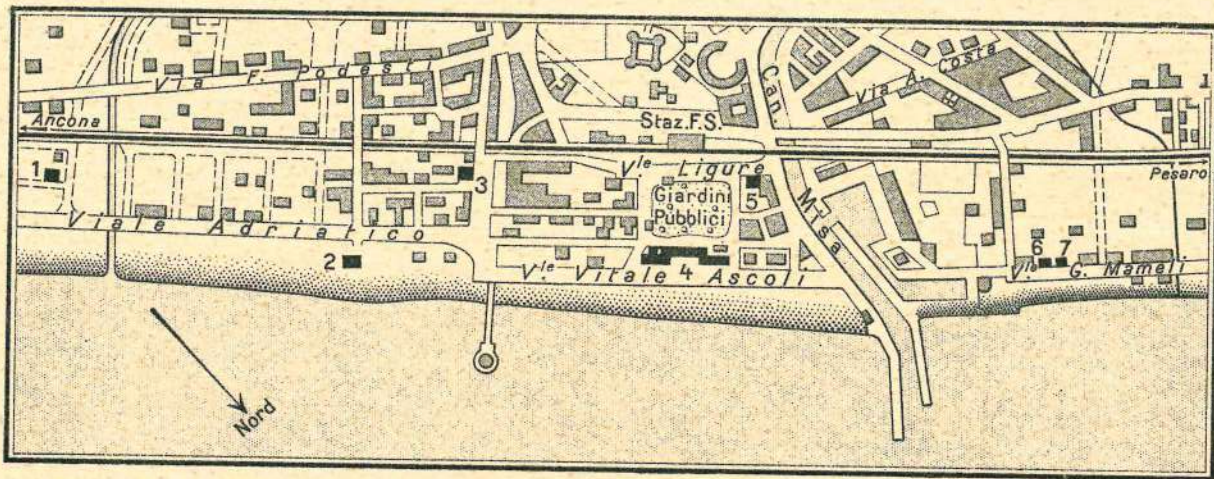 Via F. Podesti
Can. Misa
Via A. Costa
1
Ancona
Staz. F.S.
Pesaro
1
3
V.le Ligure
Giardini
Pubblici
5
Viale Adriatico
2
4
6 7
V.le Vitale Ascoli
V.le G. Mameli
Nord